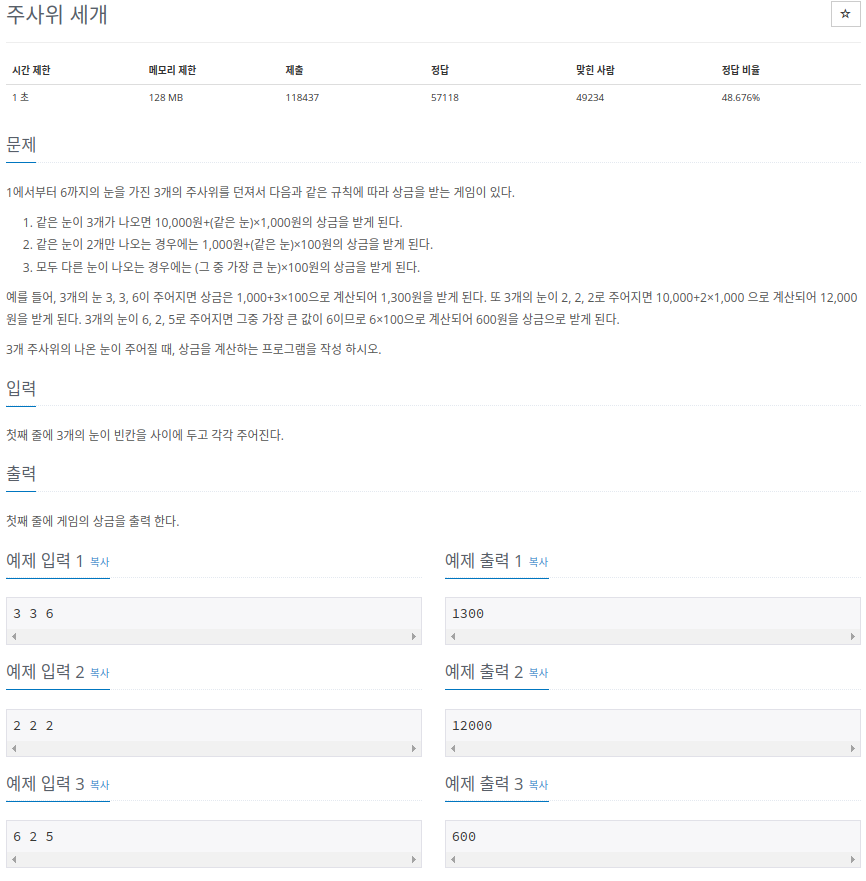 주사위 세개
☆
시간 제한 메모리 제한 제출 정답 맞힌 사람 정답 비율
1 초 128 MB 118437 57118 49234 48.676%
문제
1에서부터 6까지의 눈을 가진 3개의 주사위를 던져서 다음과 같은 규칙에 따라 상금을 받는 게임이 있다.
1. 같은 눈이 3개가 나오면 10,000원+(같은 눈)×1,000원의 상금을 받게 된다.
2. 같은 눈이 2개만 나오는 경우에는 1,000원+(같은 눈)×100원의 상금을 받게 된다.
3. 모두 다른 눈이 나오는 경우에는 (그 중 가장 큰 눈)×100원의 상금을 받게 된다.
예를 들어, 3개의 눈 3, 3, 6이 주어지면 상금은 1,000+3×100으로 계산되어 1,300원을 받게 된다. 또 3개의 눈이 2, 2, 2로 주어지면 10,000+2×1,000 으로 계산되어 12,000
원을 받게 된다. 3개의 눈이 6, 2, 5로 주어지면 그중 가장 큰 값이 6이므로 6×100으로 계산되어 600원을 상금으로 받게 된다.
3개 주사위의 나온 눈이 주어질 때, 상금을 계산하는 프로그램을 작성 하시오.
입력
첫째 줄에 3개의 눈이 빈칸을 사이에 두고 각각 주어진다.
출력
첫째 줄에 게임의 상금을 출력 한다.
예제 입력 1 복사
3 3 6
예제 출력 1 복사
1300
예제 입력 2 복사
2 2 2
예제 출력 2 복사
12000
예제 입력 3 복사
6 2 5
예제 출력 3 복사
600